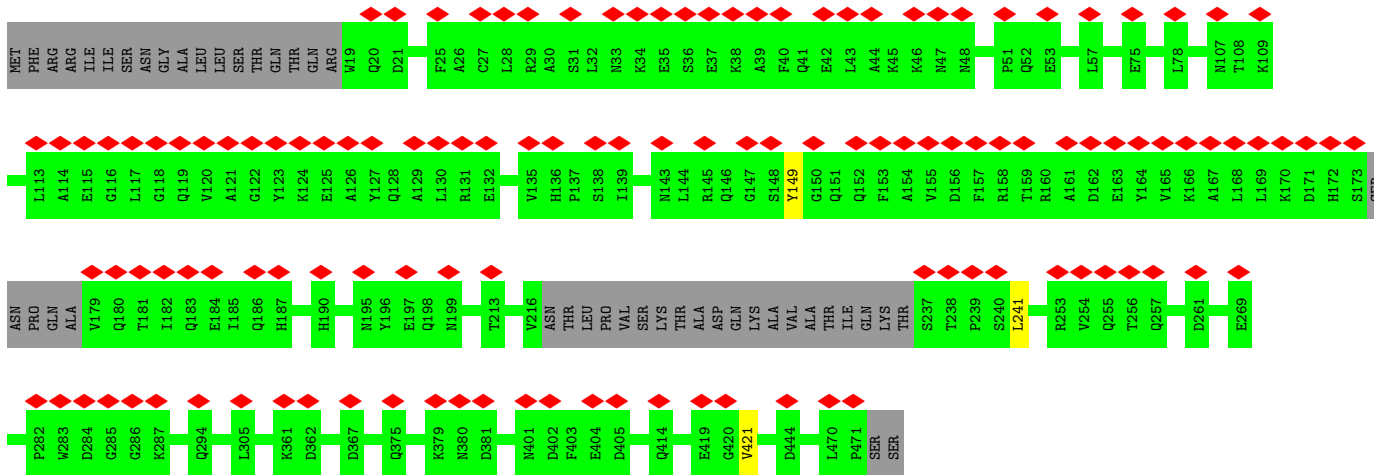 MET PHE ARG ARG ILE ILE SER ASN GLY ALA LEU LEU SER THR GLN THR GLN ARG W19 Q20 D21 F25 A26 C27 L28 R29 A30 S31 L32 N33 K34 E35 S36 E37 K38 A39 F40 Q41 E42 L43 A44 K45 K46 N47 N48 P51 Q52 E53 L57 E75 L78 N107 T108 K109
L113 A114 E115 G116 L117 G118 Q119 V120 A121 G122 Y123 K124 E125 A126 Y127 Q128 A129 L130 R131 E132 V135 H136 P137 S138 I139 N143 L144 R145 Q146 G147 S148 Y149 G150 Q151 Q152 F153 A154 V155 D156 F157 R158 T159 R160 A161 D162 E163 Y164 V165 K166 A167 L168 L169 K170 D171 H172 S173 SER
ASN PRO GLN ALA V179 Q180 T181 I182 Q183 E184 I185 Q186 H187 H190 N195 Y196 E197 Q198 N199 T213 V216 ASN THR LEU PRO VAL SER LYS THR ALA ASP GLN LYS ALA VAL ALA THR ILE GLN LYS THR S237 T238 P239 S240 L241 R253 V254 Q255 T256 Q257 D261 E269
P282 W283 D284 G285 G286 K287 Q294 L305 K361 D362 D367 Q375 K379 N380 D381 N401 D402 F403 E404 D405 Q414 E419 G420 V421 D444 L470 P471 SER SER